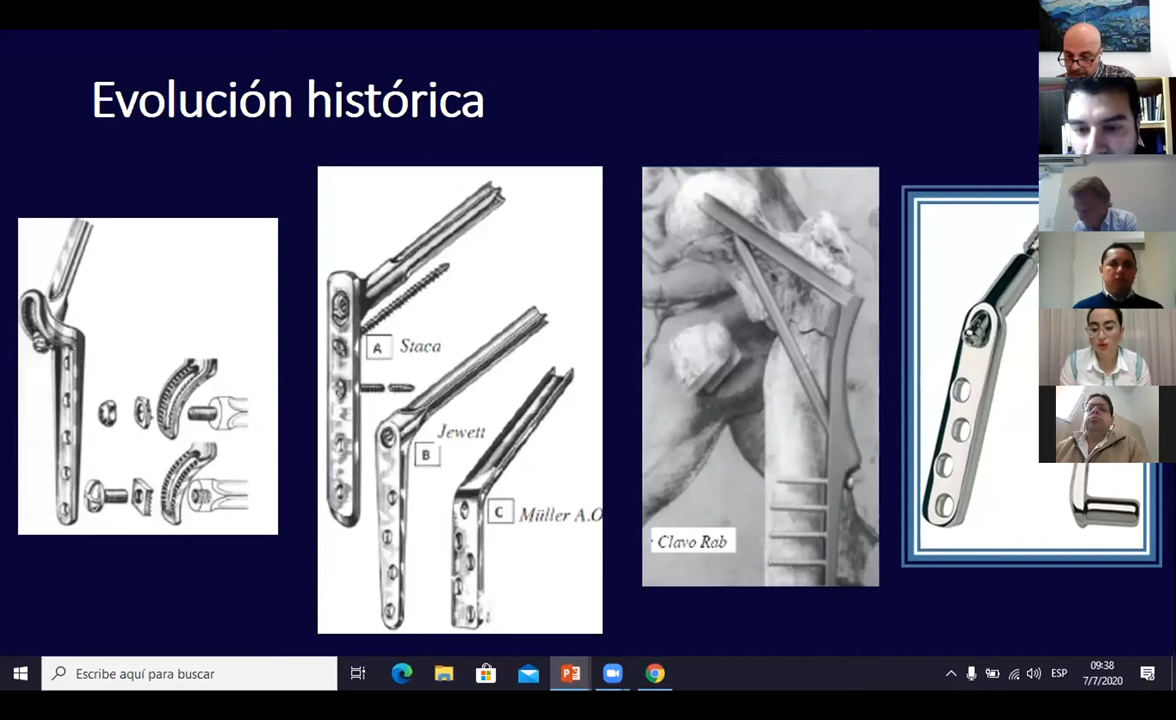 Evolución histórica
A Staca
Jewett
B
C Müller A.O
Clavo Rab
Escribe aquí para buscar
ESP
09:38
7/7/2020